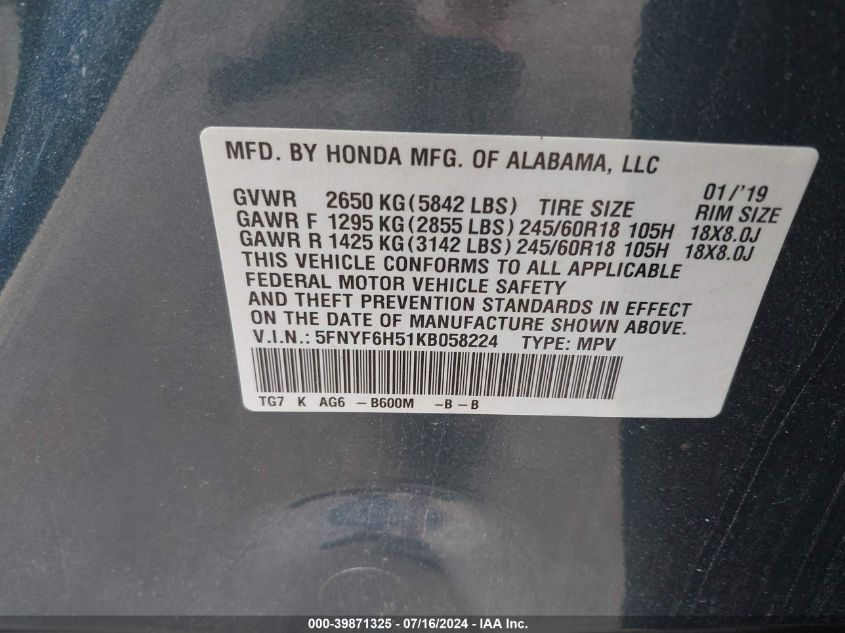 MFD. BY HONDA MFG. OF ALABAMA, LLC
01/'19
GVWR 2650 KG(5842 LBS) TIRE SIZE RIM SIZE
GAWR F 1295 KG(2855 LBS)245/60R18 105H 18X8.0J
GAWR R 1425 KG(3142 LBS)245/60R18 105H 18X8.0J
THIS VEHICLE CONFORMS TO ALL APPLICABLE
FEDERAL MOTOR VEHICLE SAFETY
AND THEFT PREVENTION STANDARDS IN EFFECT
ON THE DATE OF MANUFACTURE SHOWN ABOVE.
V.I.N.: 5FNYF6H51KB058224 TYPE: MPV
TG7 K AG6 -B600M -B-B
000-39871325 - 07/16/2024 - IAA Inc.